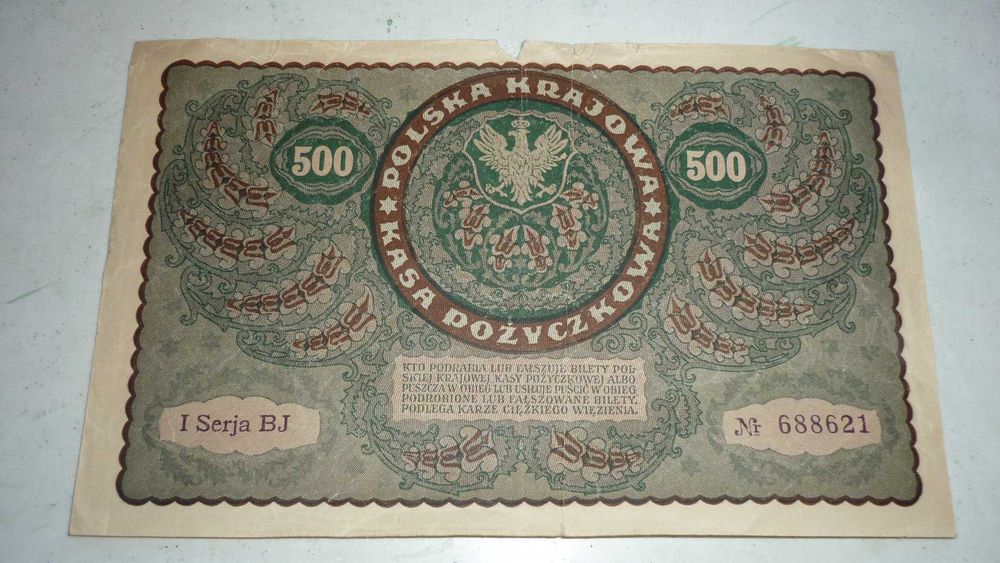 POLSKA KRAJOWA
★ KASA POŻYCZKOWA ★
500
500
KTO PODRABIA LUB FAŁSZUJE BILETY POL
SKIEJ KRAJOWEJ KASY POŻYCZKOWEJ ALBO
PUSZCZA W OBIEG LUB USIŁUJE PUŚCIĆ W OBIEG
PODROBIONE LUB FAŁSZOWANE BILETY,
PODLEGA KARZE CIĘŻKIEGO WIĘZIENIA.
I Serja BJ
Nr 688621